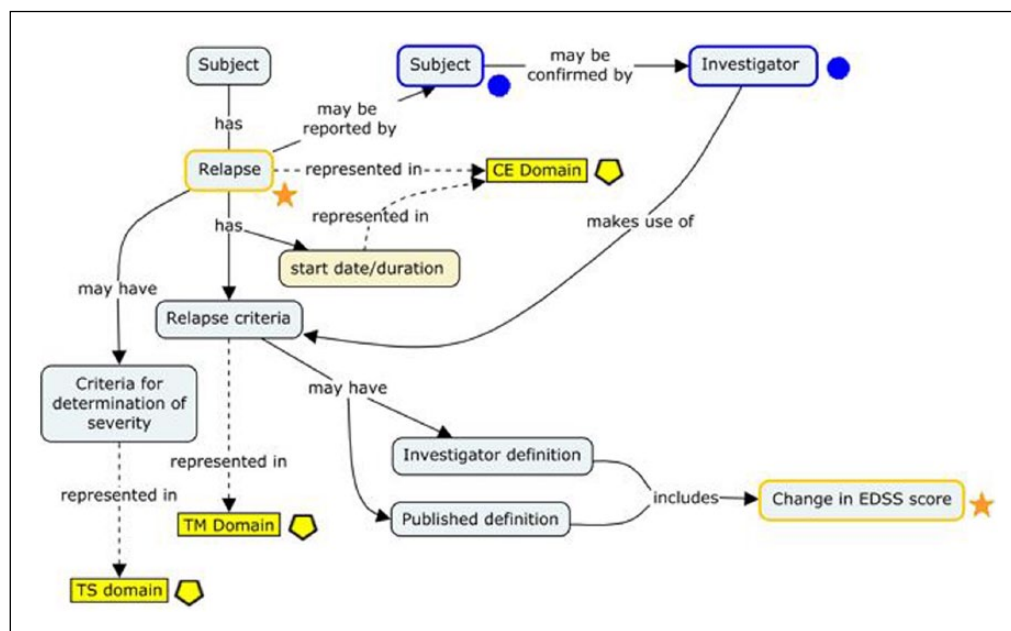 Subject
Subject
may be
confirmed by
Investigator
has
may be
reported by
Relapse
represented in
CE Domain
has
represented in
makes use of
start date/duration
may have
Relapse criteria
Criteria for
determination of
severity
may have
Investigator definition
represented in
represented in
includes
Change in EDSS score
Published definition
TM Domain
TS domain